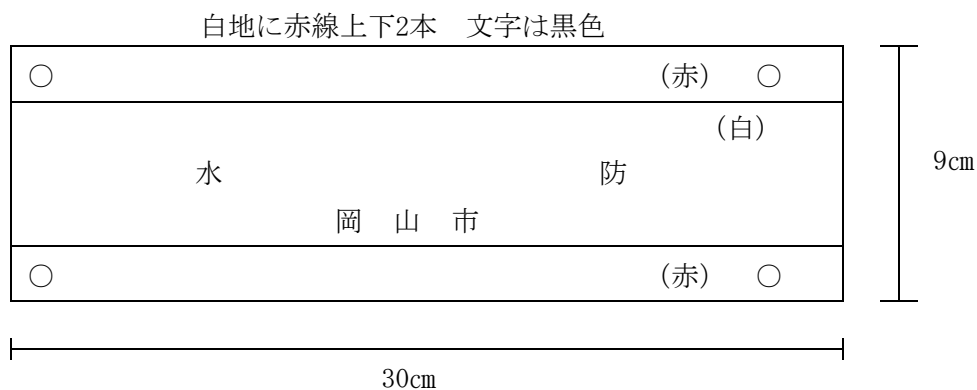 白地に赤線上下2本　文字は黒色
○　(赤)　○
(白)
水　防
9cm
岡　山　市
○　(赤)　○
30cm